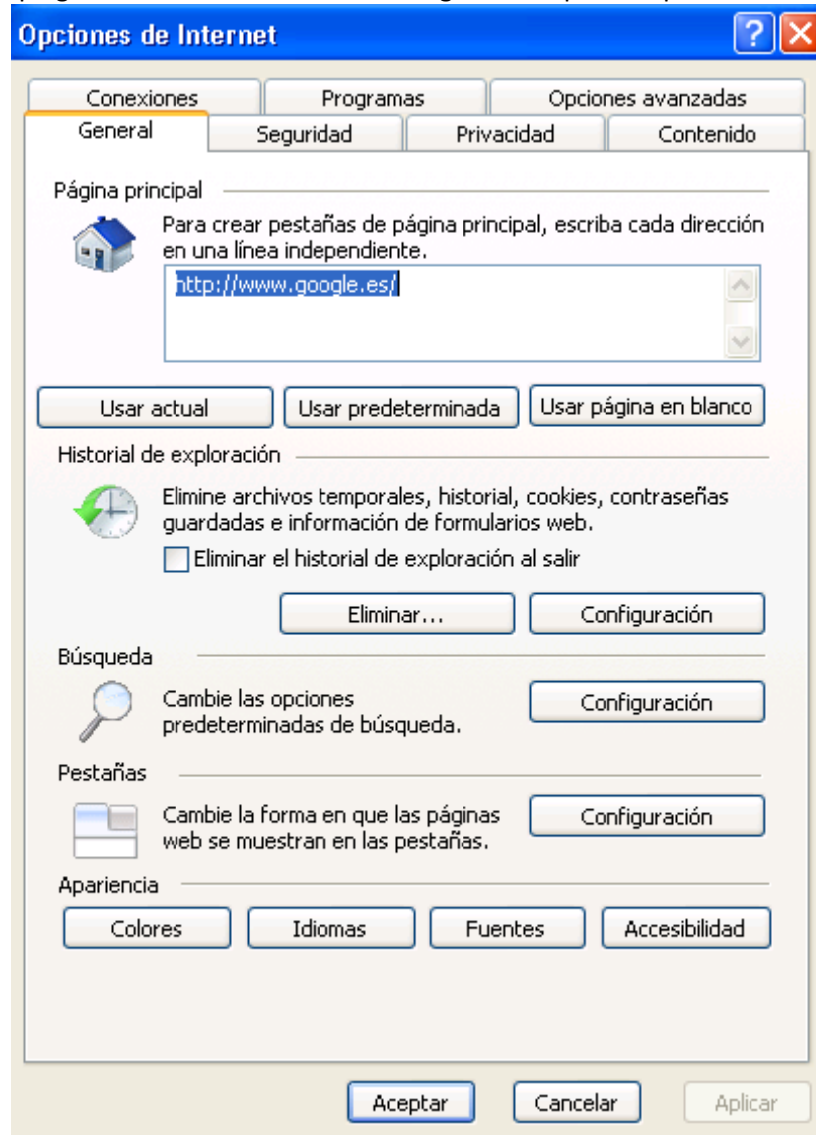 Opciones de Internet
Conexiones Programas Opciones avanzadas
General Seguridad Privacidad Contenido
Página principal
Para crear pestañas de página principal, escriba cada dirección
en una línea independiente.
http://www.google.es/
Usar actual Usar predeterminada Usar página en blanco
Historial de exploración
Elimine archivos temporales, historial, cookies, contraseñas
guardadas e información de formularios web.
Eliminar el historial de exploración al salir
Eliminar... Configuración
Búsqueda
Cambie las opciones
predeterminadas de búsqueda.
Configuración
Pestañas
Cambie la forma en que las páginas
web se muestran en las pestañas.
Configuración
Apariencia
Colores Idiomas Fuentes Accesibilidad
Aceptar Cancelar Aplicar